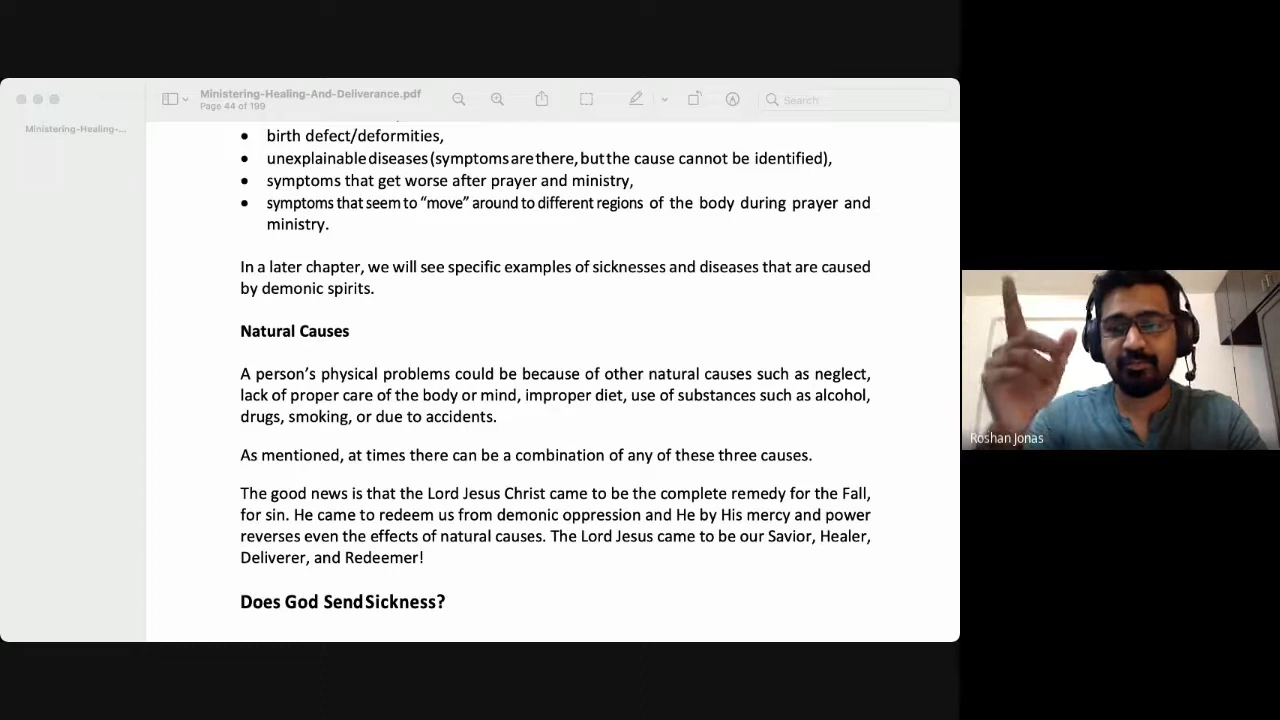 Ministering-Healing-And-Deliverance.pdf
Page 44 of 199
Search
Ministering-Healing-...
• birth defect/deformities,
• unexplainable diseases (symptoms are there, but the cause cannot be identified),
• symptoms that get worse after prayer and ministry,
• symptoms that seem to “move” around to different regions of the body during prayer and
ministry.
In a later chapter, we will see specific examples of sicknesses and diseases that are caused
by demonic spirits.
Natural Causes
A person’s physical problems could be because of other natural causes such as neglect,
lack of proper care of the body or mind, improper diet, use of substances such as alcohol,
drugs, smoking, or due to accidents.
As mentioned, at times there can be a combination of any of these three causes.
The good news is that the Lord Jesus Christ came to be the complete remedy for the Fall,
for sin. He came to redeem us from demonic oppression and He by His mercy and power
reverses even the effects of natural causes. The Lord Jesus came to be our Savior, Healer,
Deliverer, and Redeemer!
Does God Send Sickness?
Roshan Jonas